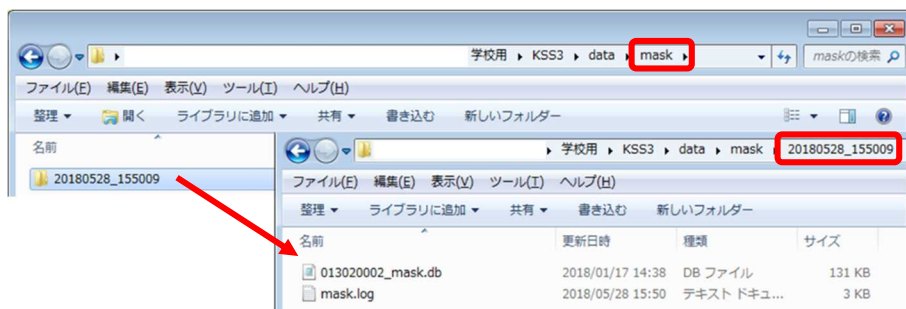 学校用 ▸ KSS3 ▸ data ▸ mask ▸
maskの検索
ファイル(F) 編集(E) 表示(V) ツール(T) ヘルプ(H)
整理 ▼ 開く ライブラリに追加 ▼ 共有 ▼ 書き込む 新しいフォルダー
名前
20180528_155009
学校用 ▸ KSS3 ▸ data ▸ mask ▸ 20180528_155009
ファイル(F) 編集(E) 表示(V) ツール(T) ヘルプ(H)
整理 ▼ ライブラリに追加 ▼ 共有 ▼ 書き込む 新しいフォルダー
名前 更新日時 種類 サイズ
013020002_mask.db 2018/01/17 14:38 DB ファイル 131 KB
mask.log 2018/05/28 15:50 テキスト ドキュ... 3 KB